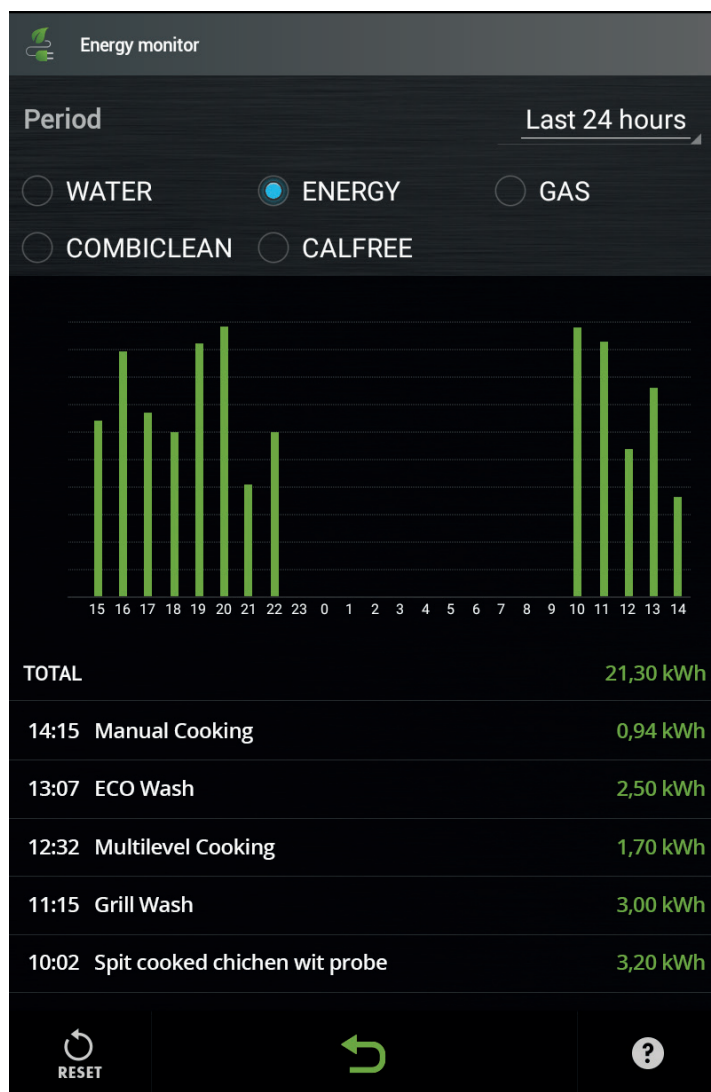 Energy monitor
Period Last 24 hours
WATER ENERGY GAS
COMBICLEAN CALFREE
15 16 17 18 19 20 21 22 23 0 1 2 3 4 5 6 7 8 9 10 11 12 13 14
TOTAL 21,30 kWh
14:15 Manual Cooking 0,94 kWh
13:07 ECO Wash 2,50 kWh
12:32 Multilevel Cooking 1,70 kWh
11:15 Grill Wash 3,00 kWh
10:02 Spit cooked chichen wit probe 3,20 kWh
RESET ?